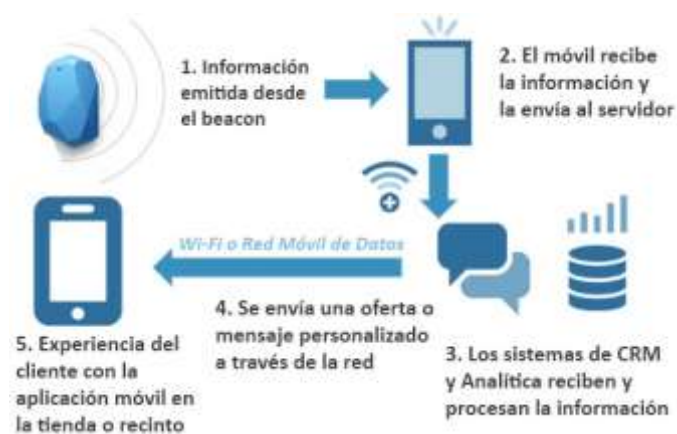 1. Información
emitida desde
el beacon
2. El móvil recibe
la información y
la envía al servidor
Wi-Fi o Red Móvil de Datos
4. Se envía una oferta o
mensaje personalizado
a través de la red
3. Los sistemas de CRM
y Analítica reciben y
procesan la información
5. Experiencia del
cliente con la
aplicación móvil en
la tienda o recinto